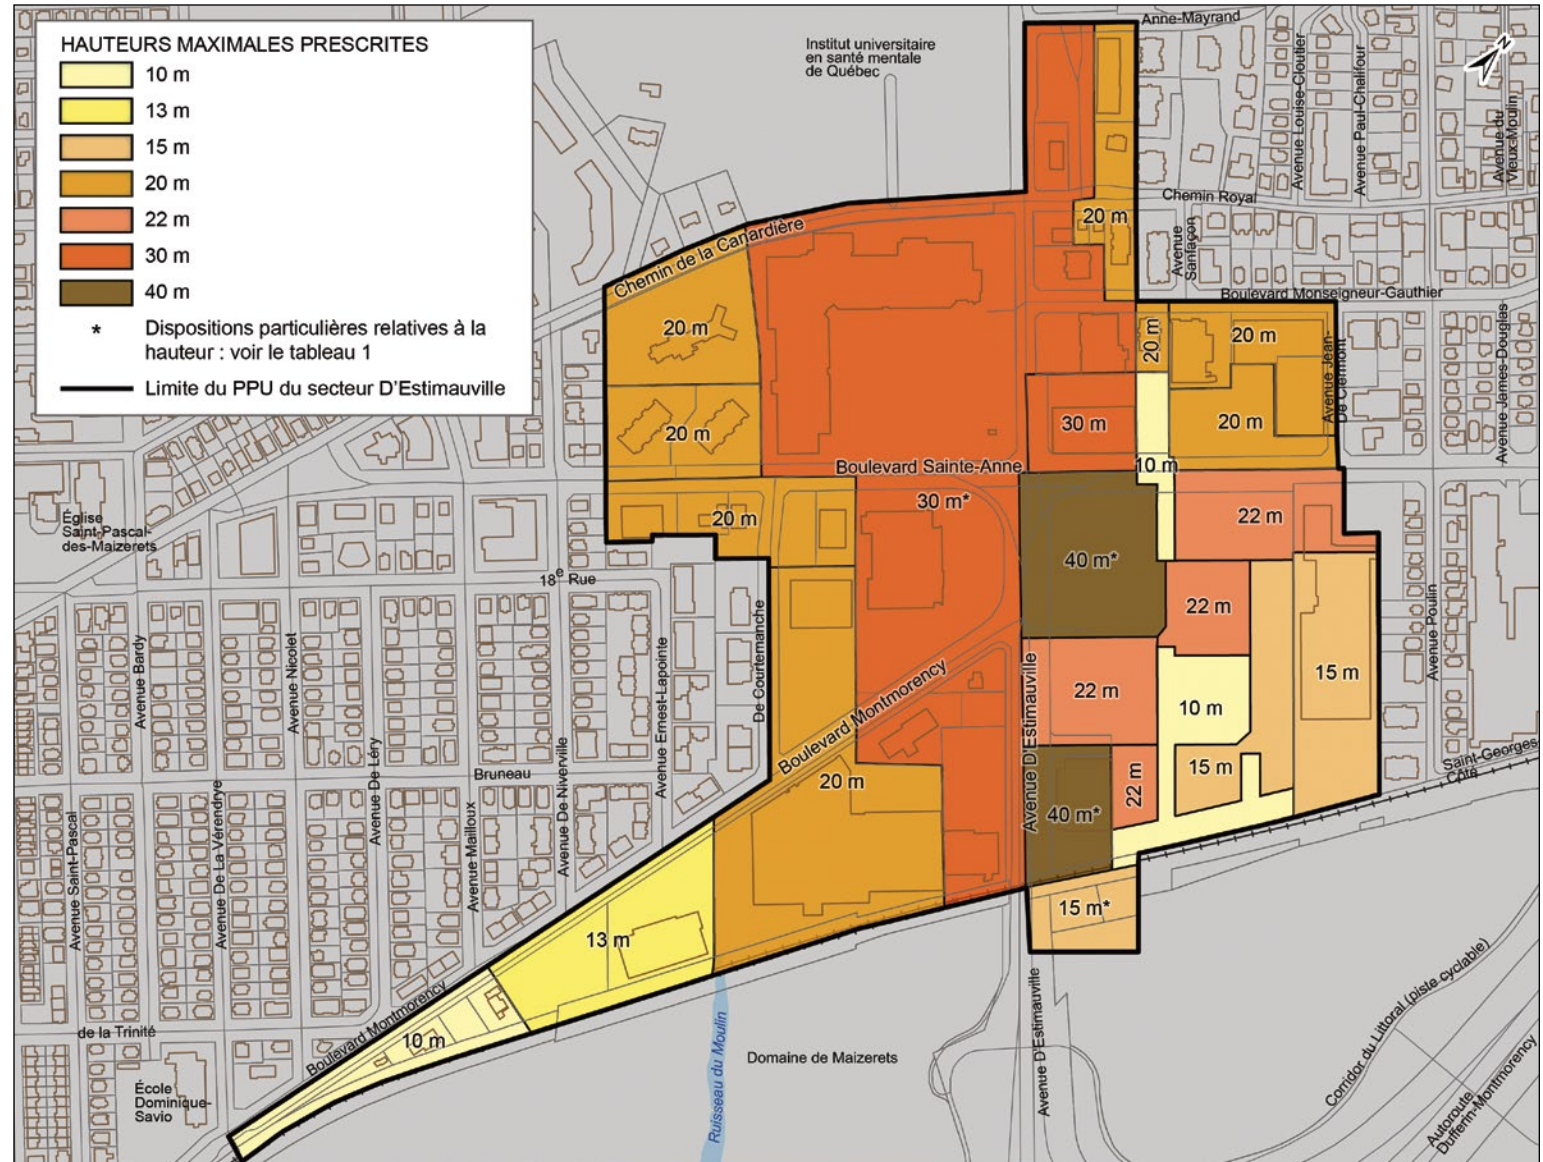 HAUTEURS MAXIMALES PRESCRITES
10 m
13 m
15 m
20 m
22 m
30 m
40 m
* Dispositions particulières relatives à la
hauteur : voir le tableau 1
Limite du PPU du secteur D'Estimauville
Institut universitaire
en santé mentale
de Québec
Anne-Mayrand
N
Avenue Louise-Cloutier
Avenue Paul-Chalifour
Avenue du
Vieux-Moulin
Chemin Royal
Avenue
Sanfaçon
20 m
Chemin de la Canardière
Boulevard Monseigneur-Gauthier
20 m
20 m
20 m
Avenue Jean-
De Clermont
Avenue James-Douglas
20 m
30 m
20 m
Boulevard Sainte-Anne
10 m
30 m*
20 m
22 m
Église
Saint-Pascal-
des-Maizerets
40 m*
18e Rue
22 m
De Courtemanche
Avenue Ernest-Lapointe
Avenue Bardy
Avenue Nicolet
Avenue Poulin
15 m
22 m
10 m
Avenue D'Estimauville
Boulevard Montmorency
20 m
15 m
22 m
40 m*
Saint-Georges-
Côté
Bruneau
Avenue De Léry
Avenue De Niverville
Avenue Mailloux
Avenue De La Vérendrye
Avenue Saint-Pascal
15 m*
13 m
10 m
Boulevard Montmorency
de la Trinité
École
Dominique-
Savio
Ruisseau du Moulin
Domaine de Maizerets
Avenue D'Estimauville
Corridor du Littoral (piste cyclable)
Autoroute
Dufferin-Montmorency